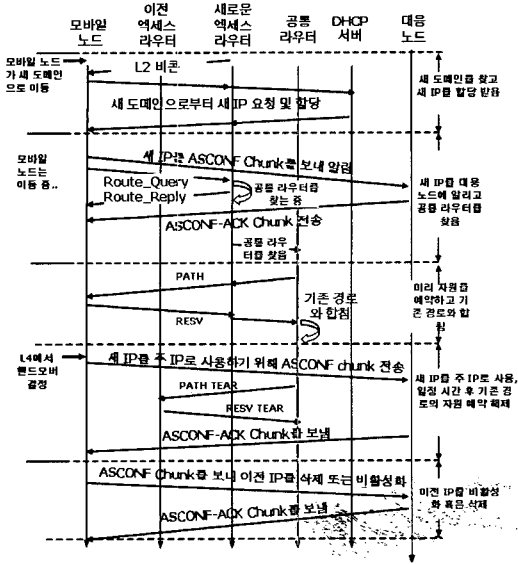 모바일
노드
이전
엑세스
라우터
새로운
엑세스
라우터
공통
라우터
DHCP
서버
대응
노드
모바일 노드
가 새 도메인
으로 이동
L2 비콘
새 도메인으로부터 새 IP 요청 및 할당
새 도메인를 찾고
새 IP를 할당 받음
모바일
노드는
이동 중..
새 IP를 ASCONF Chunk를 보내 알림
Route_Query
Route_Reply
공통 라우터를
찾는 중
ASCONF-ACK Chunk 전송
공통 라우
터를 찾음
새 IP를 대응
노드에 알리고
공통 라우터를
찾음
PATH
RESV
기존 경로
와 합침
미리 자원를
예약하고 기
존 경로와 합
침
L4에서
핸드오버
결정
새 IP를 주 IP로 사용하기 위해 ASCONF chunk 전송
PATH TEAR
RESV TEAR
ASCONF-ACK Chunk를 보냄
새 IP를 주 IP로 사용,
일정 시간 후 기존 경
로의 자원 예약 해제
ASCONF Chunk를 보내 이전 IP를 삭제 또는 비활성화
ASCONF-ACK Chunk를 보냄
이전 IP를 비활성
화 혹은 삭제